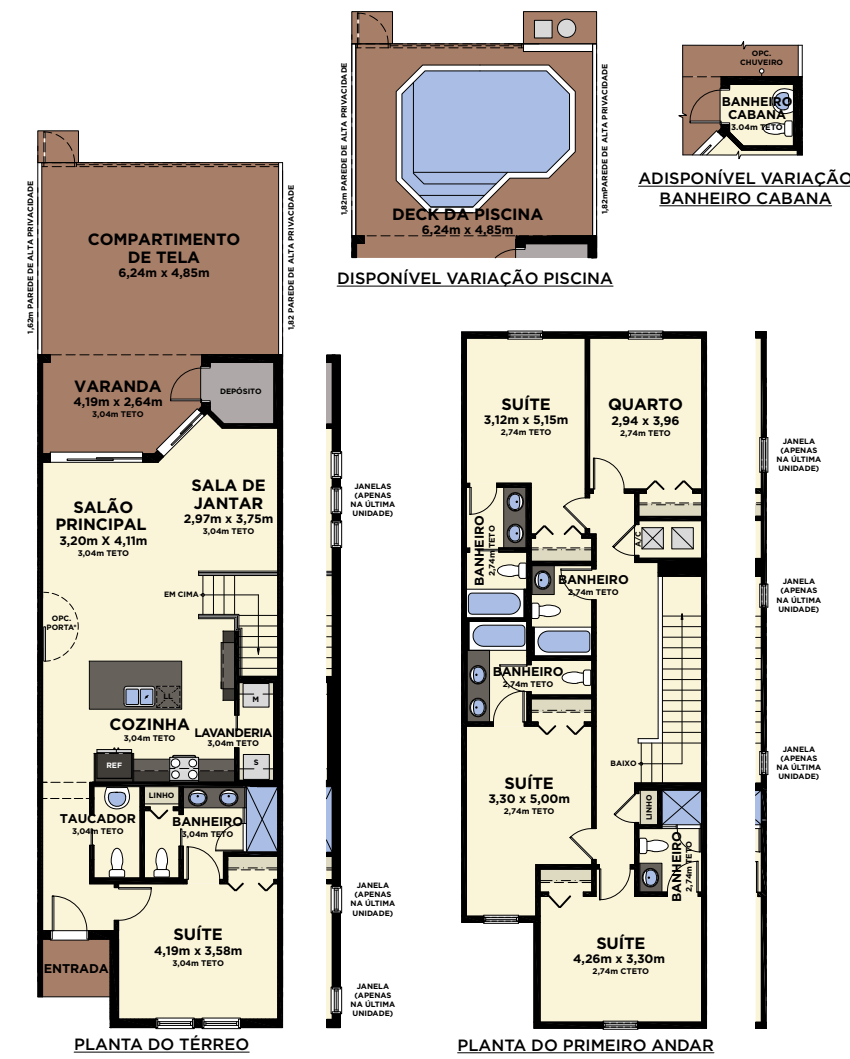 OPC.
CHUVEIRO
BANHEIRO
CABANA
3.04m TETO
ADISPONÍVEL VARIAÇÃO
BANHEIRO CABANA
1,82m PAREDE DE ALTA PRIVACIDADE
1,82mPAREDE DE ALTA PRIVACIDADE
DECK DA PISCINA
6,24m x 4,85m
DISPONÍVEL VARIAÇÃO PISCINA
1,62m PAREDE DE ALTA PRIVACIDADE
1,82 PAREDE DE ALTA PRIVACIDADE
COMPARTIMENTO
DE TELA
6,24m x 4,85m
VARANDA
4,19m x 2,64m
3,04m TETO
DEPÓSITO
SALÃO
PRINCIPAL
3,20m X 4,11m
3,04m TETO
SALA DE
JANTAR
2,97m x 3,75m
3,04m TETO
JANELAS
(APENAS
NA ÚLTIMA
UNIDADE)
EM CIMA
OPC.
PORTA*
COZINHA
3,04m TETO
LAVANDERIA
3,04m TETO
M
S
REF
LINHO
TAUCADOR
3,04m TETO
BANHEIRO
3,04m TETO
JANELA
(APENAS
NA ÚLTIMA
UNIDADE)
SUÍTE
4,19m x 3,58m
3,04m TETO
ENTRADA
JANELA
(APENAS
NA ÚLTIMA
UNIDADE)
PLANTA DO TÉRREO
SUÍTE
3,12m x 5,15m
2,74m TETO
QUARTO
2,94 x 3,96
2,74m TETO
JANELA
(APENAS
NA ÚLTIMA
UNIDADE)
A/C
BANHEIRO
2,74m TETO
BANHEIRO
2,74m TETO
JANELA
(APENAS
NA ÚLTIMA
UNIDADE)
BANHEIRO
2,74m TETO
JANELA
(APENAS
NA ÚLTIMA
UNIDADE)
BAIXO
SUÍTE
3,30 x 5,00m
2,74m TETO
LINHO
BANHEIRO
2,74m TETO
SUÍTE
4,26m x 3,30m
2,74m CTETO
PLANTA DO PRIMEIRO ANDAR